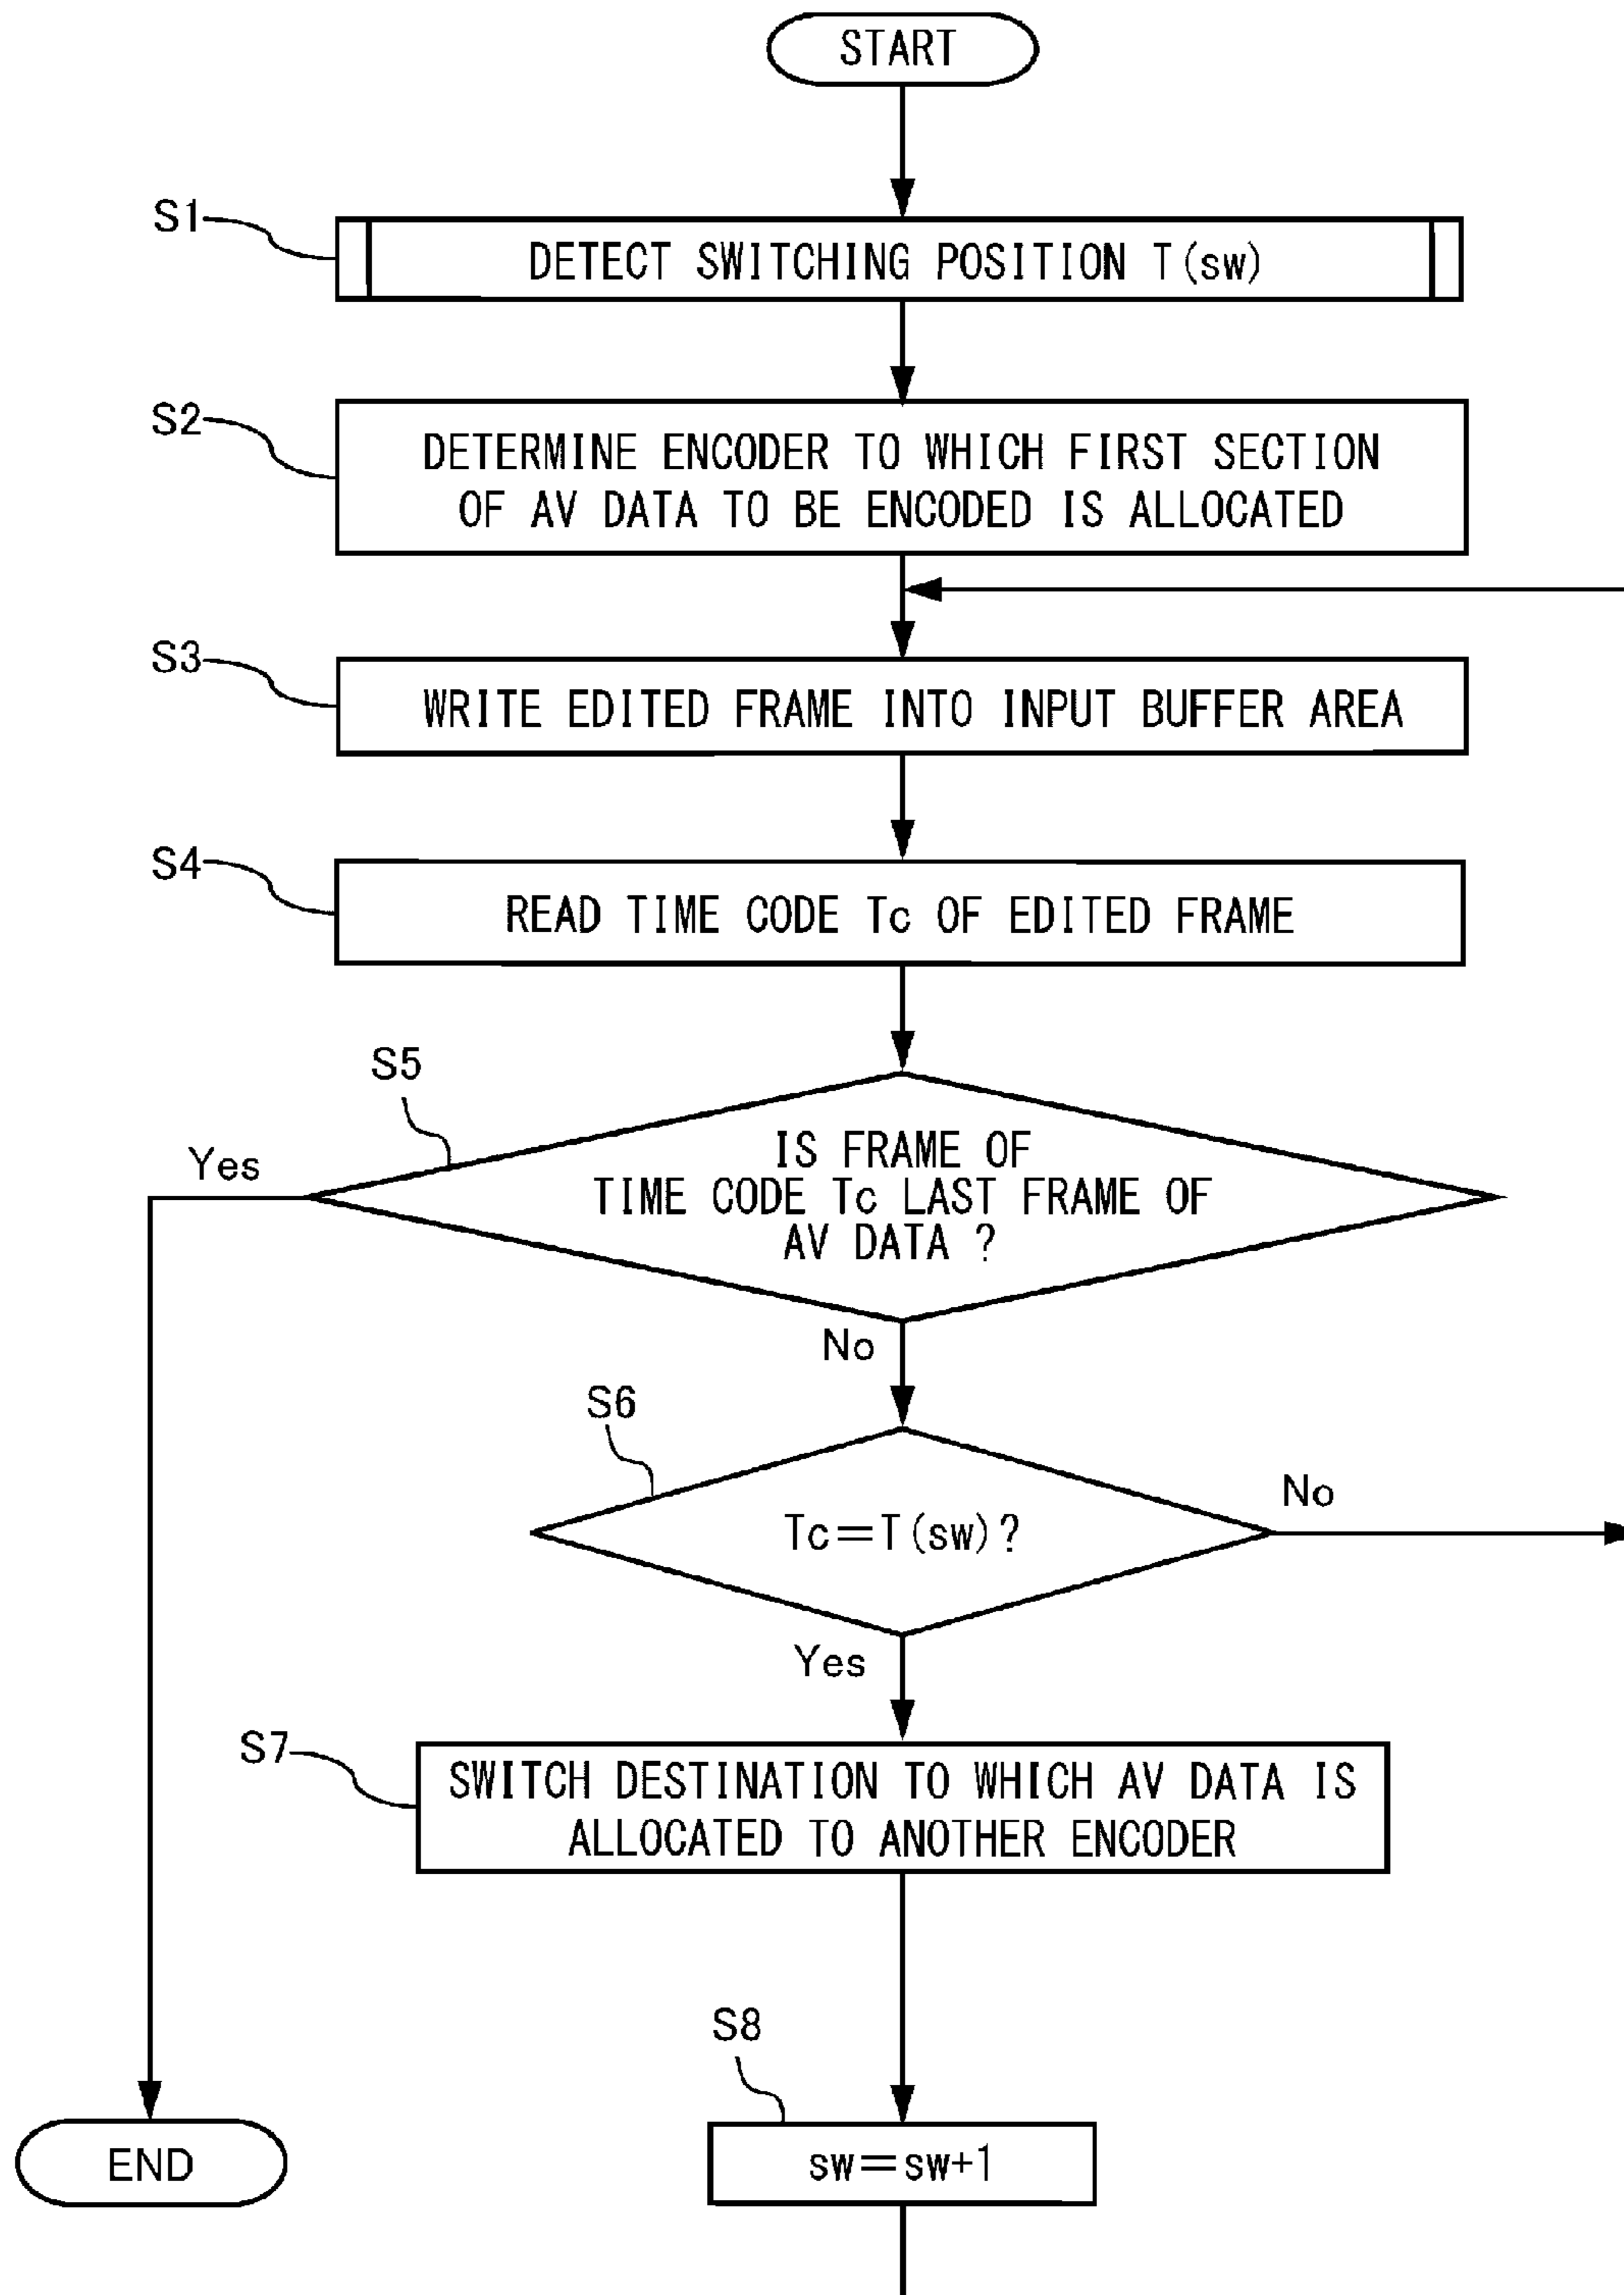 START
S1
DETECT SWITCHING POSITION T(sw)
S2
DETERMINE ENCODER TO WHICH FIRST SECTION
OF AV DATA TO BE ENCODED IS ALLOCATED
S3
WRITE EDITED FRAME INTO INPUT BUFFER AREA
S4
READ TIME CODE Tc OF EDITED FRAME
S5
Yes
IS FRAME OF
TIME CODE Tc LAST FRAME OF
AV DATA ?
No
S6
No
Tc=T(sw)?
Yes
S7
SWITCH DESTINATION TO WHICH AV DATA IS
ALLOCATED TO ANOTHER ENCODER
S8
END
sw=sw+1